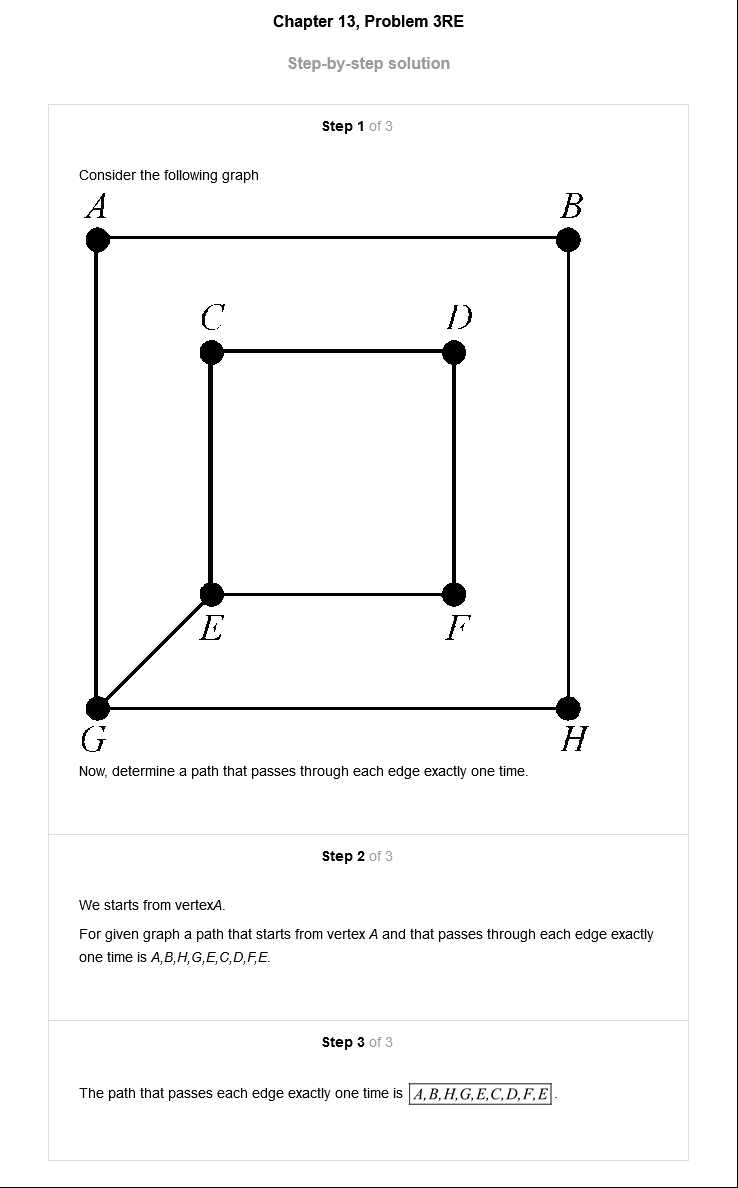 Chapter 13, Problem 3RE
Step-by-step solution
Step 1 of 3
Consider the following graph
A B
C D
E F
G H
Now, determine a path that passes through each edge exactly one time.
Step 2 of 3
We starts from vertexA.
For given graph a path that starts from vertex A and that passes through each edge exactly
one time is A,B,H,G,E,C,D,F,E.
Step 3 of 3
The path that passes each edge exactly one time is A,B,H,G,E,C,D,F,E.